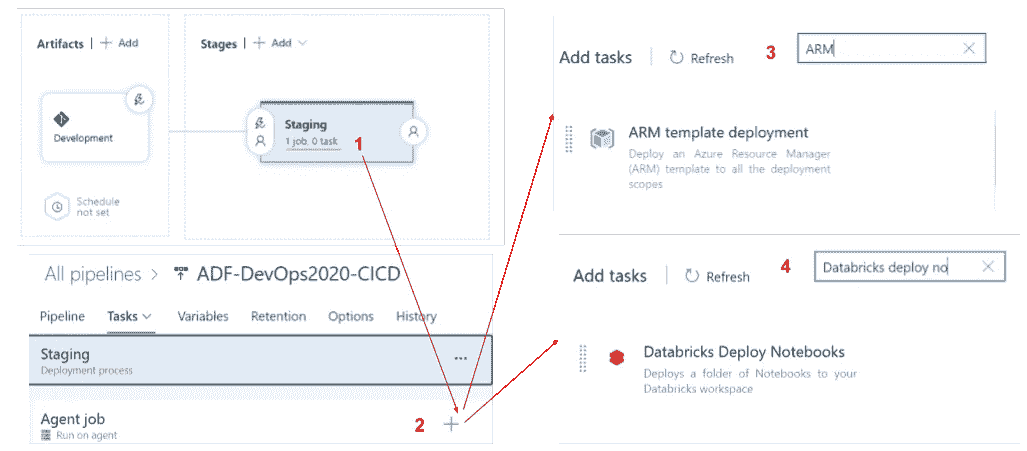 Artifacts | + Add
Stages | + Add
Development
Staging
1 job, 0 task
1
Schedule
not set
All pipelines > ADF-DevOps2020-CICD
Pipeline Tasks Variables Retention Options History
Staging
Deployment process
...
Agent job
Run on agent
2 +
Add tasks | Refresh 3 ARM
ARM template deployment
Deploy an Azure Resource Manager
(ARM) template to all the deployment
scopes
Add tasks | Refresh 4 Databricks deploy no
Databricks Deploy Notebooks
Deploys a folder of Notebooks to your
Databricks workspace